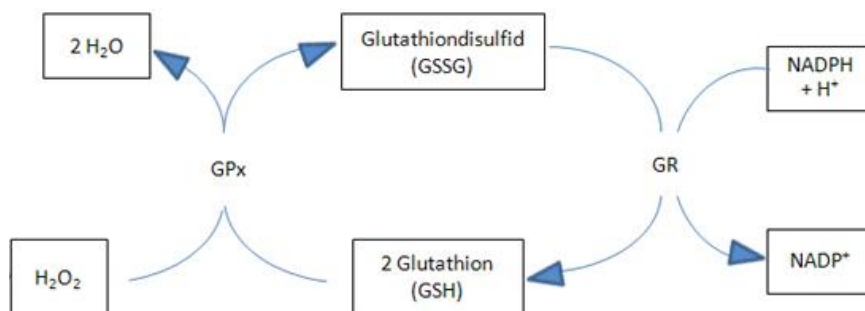 2 H₂O
Glutathiondisulfid
(GSSG)
NADPH
+ H⁺
GPx
GR
H₂O₂
2 Glutathion
(GSH)
NADP⁺